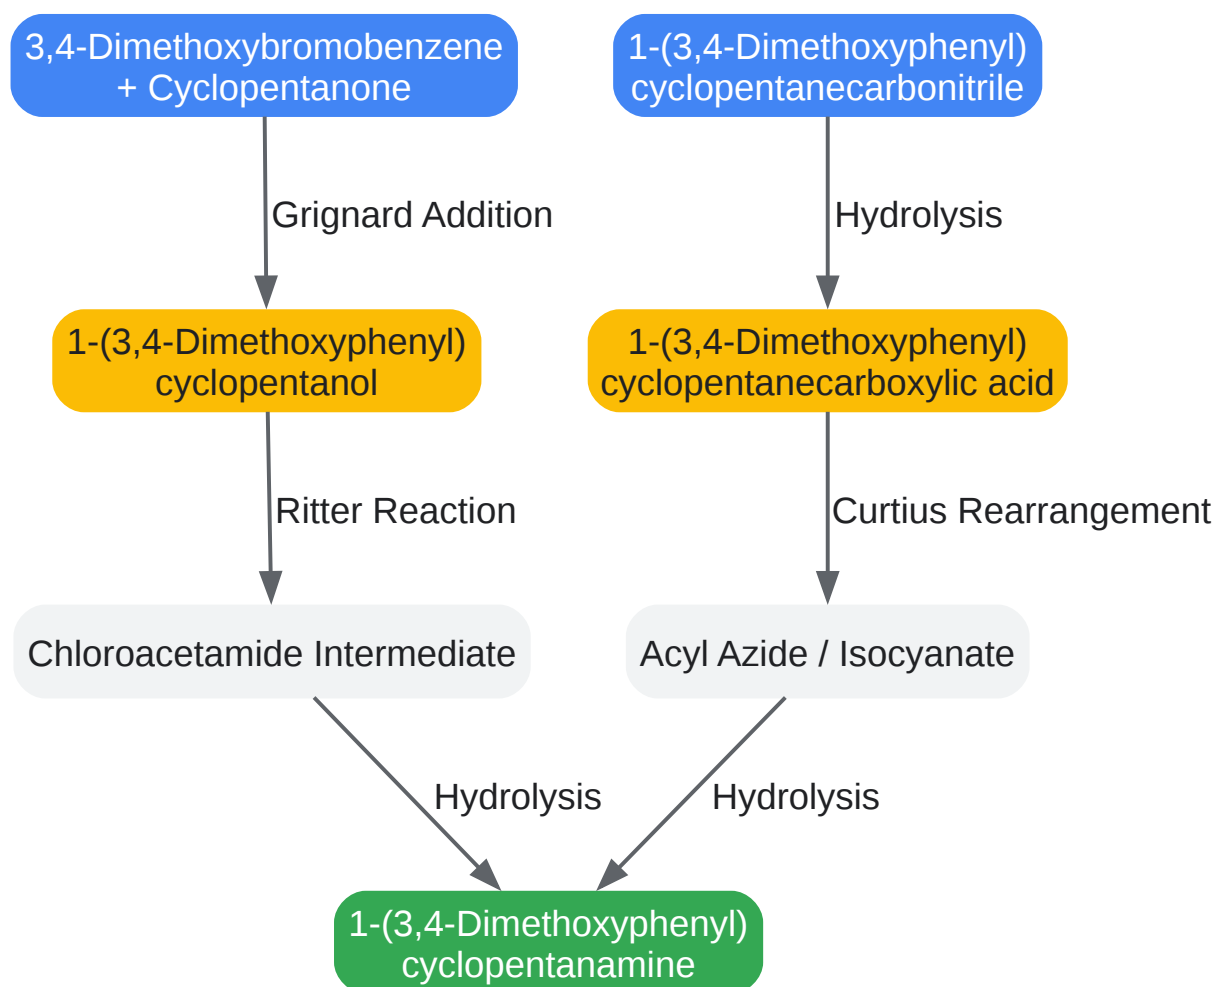 3,4-Dimethoxybromobenzene
+ Cyclopentanone
1-(3,4-Dimethoxyphenyl)
cyclopentanecarbonitrile
Grignard Addition
Hydrolysis
1-(3,4-Dimethoxyphenyl)
cyclopentanol
1-(3,4-Dimethoxyphenyl)
cyclopentanecarboxylic acid
Ritter Reaction
Curtius Rearrangement
Chloroacetamide Intermediate
Acyl Azide / Isocyanate
Hydrolysis
Hydrolysis
1-(3,4-Dimethoxyphenyl)
cyclopentanamine